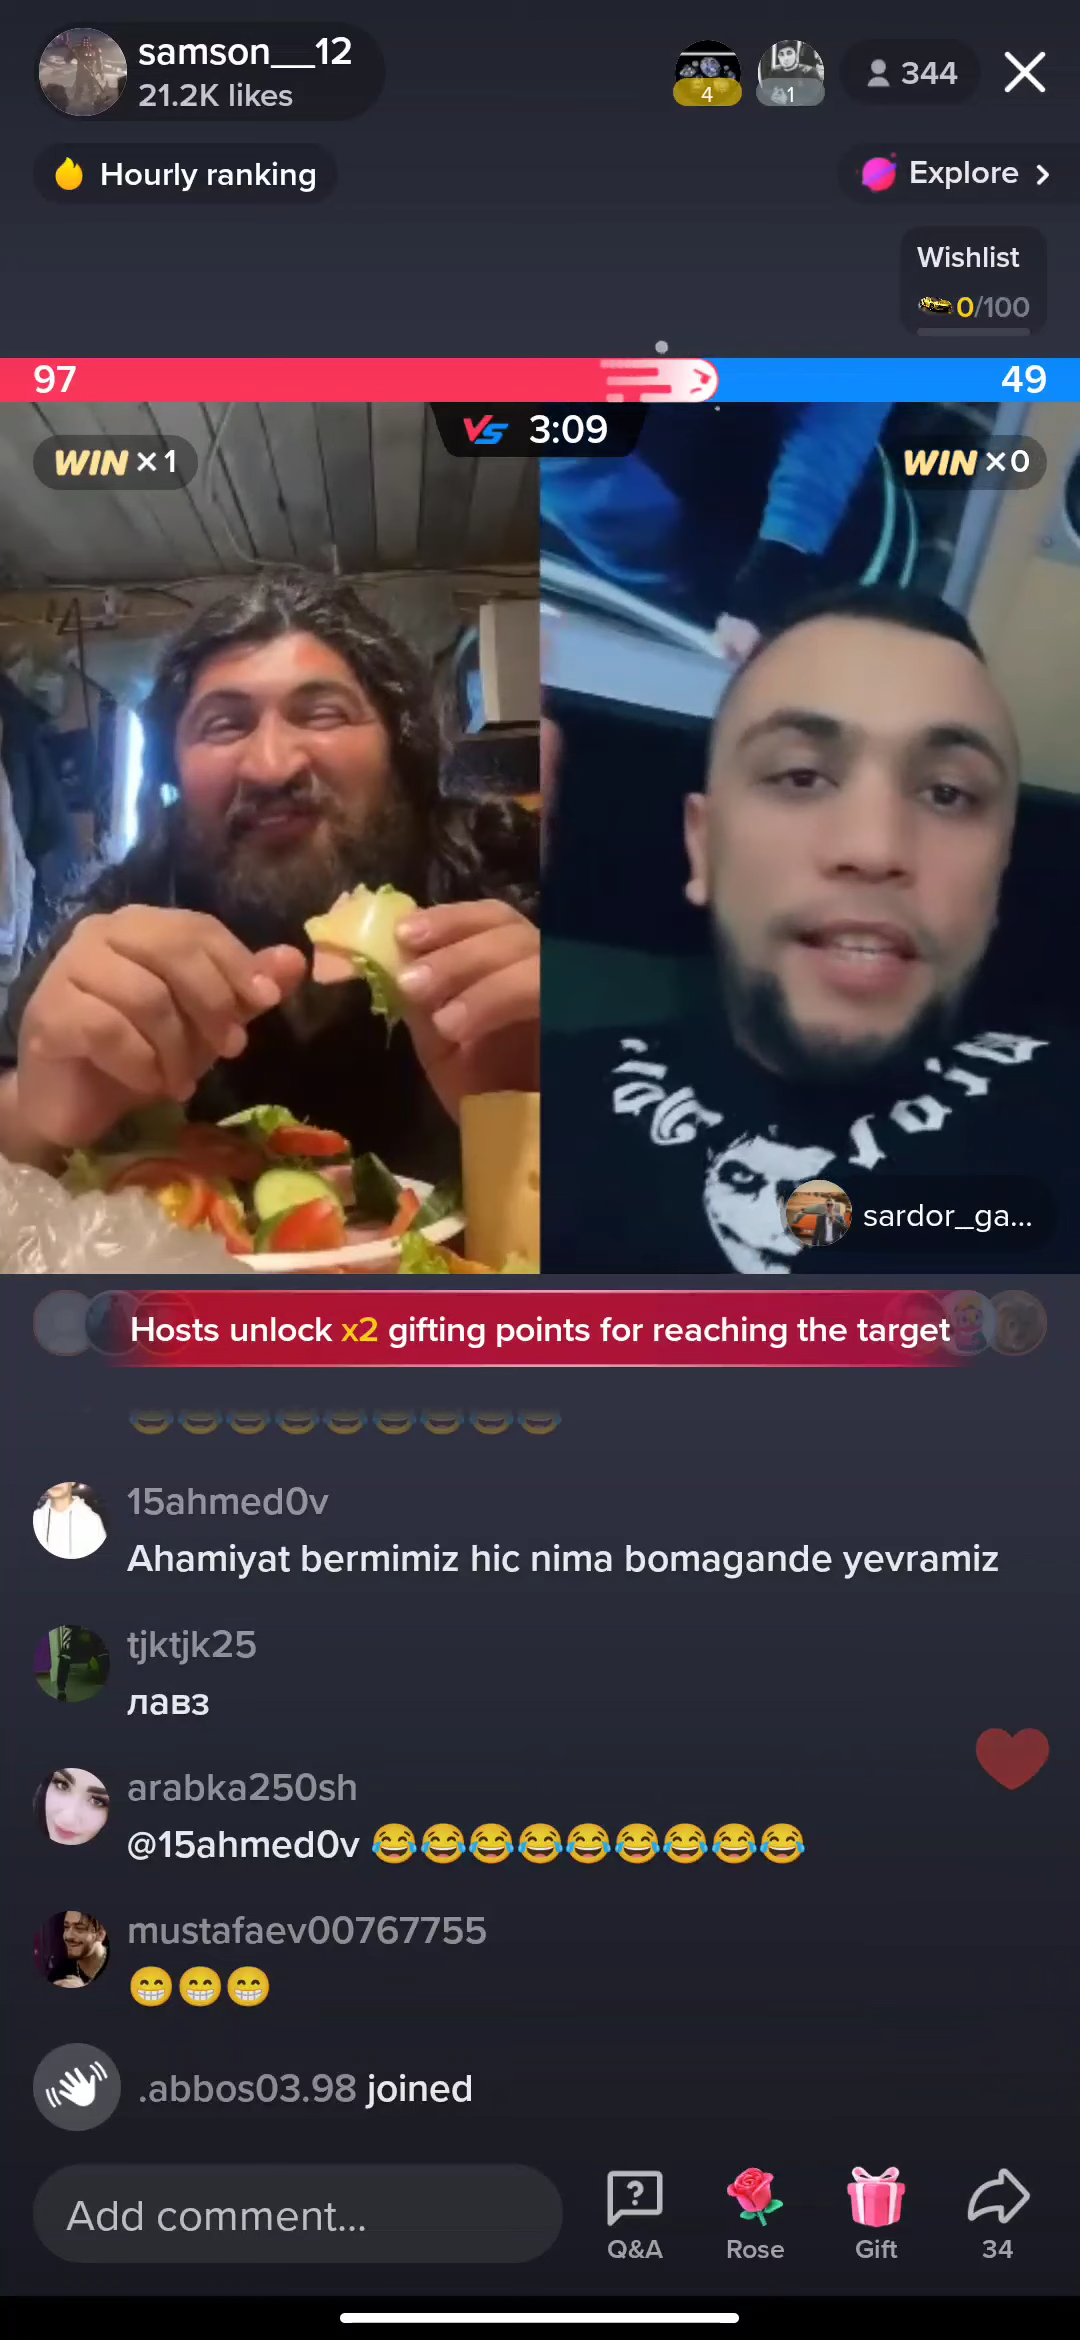 samson__12
21.2K likes
4
1
344
Hourly ranking
Explore
Wishlist
0/100
97
49
VS 3:09
WIN ×1
WIN ×0
sardor_ga...
Hosts unlock x2 gifting points for reaching the target
😂😂😂😂😂😂😂😂😂
15ahmed0v
Ahamiyat bermimiz hic nima bomagande yevramiz
tjktjk25
лавз
arabka250sh
@15ahmed0v 😂😂😂😂😂😂😂😂😂
mustafaev00767755
😁😁😁
.abbos03.98 joined
Add comment...
Q&A
Rose
Gift
34